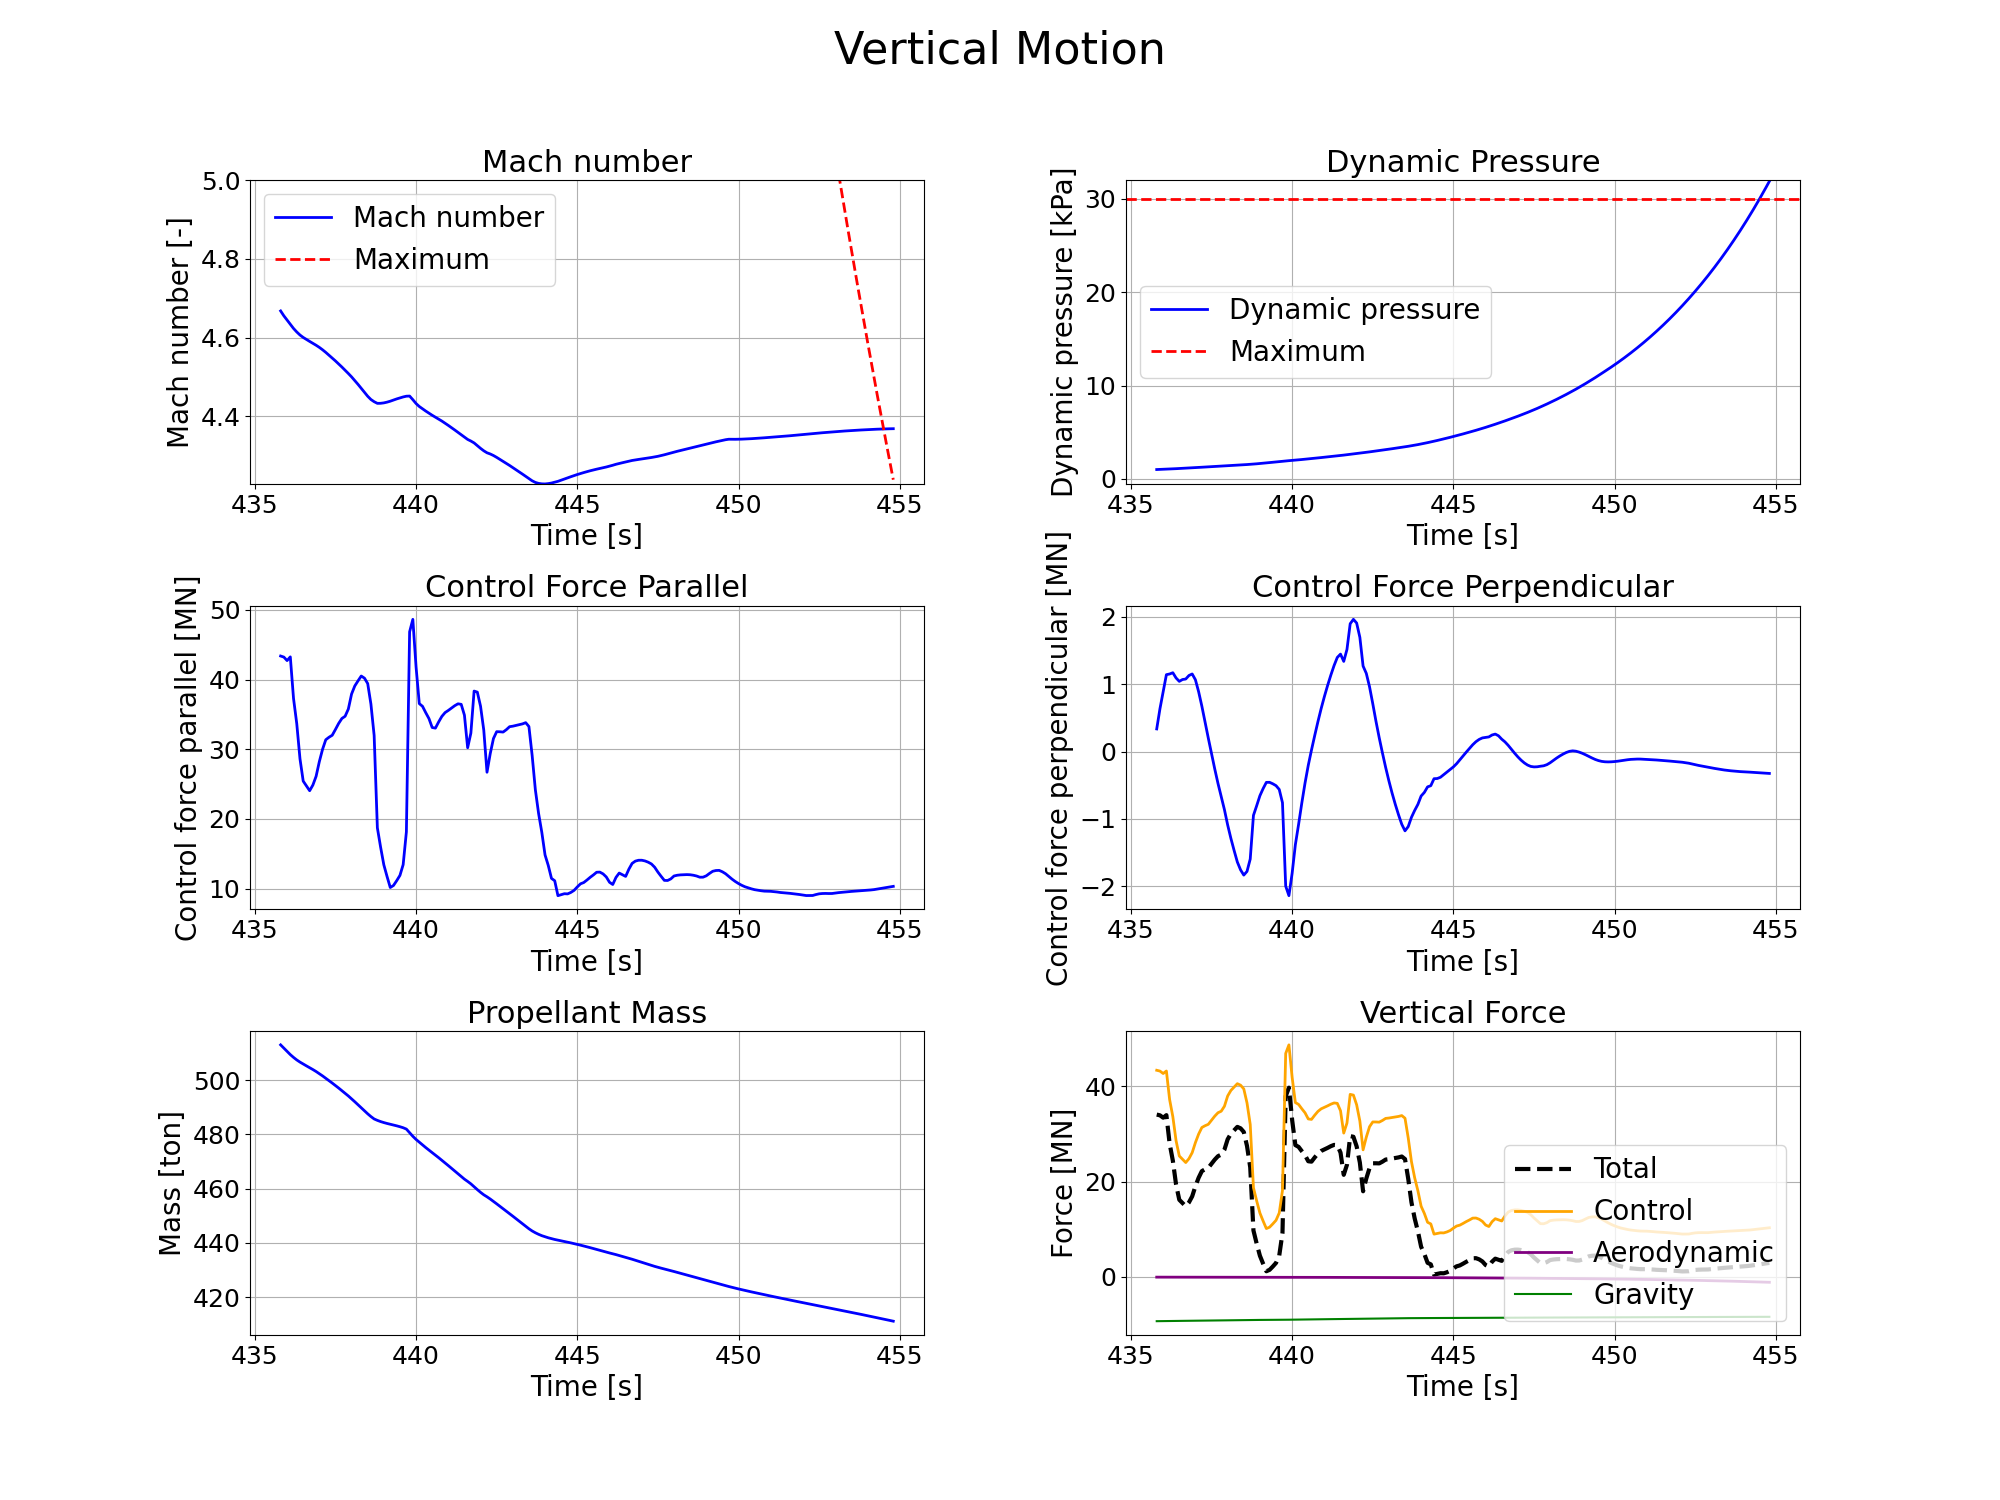 Vertical Motion
Mach number
Mach number [-]
5.0
4.8
4.6
4.4
Mach number
Maximum
435 440 445 450 455
Time [s]
Dynamic Pressure
Dynamic pressure [kPa]
30
20
10
0
Dynamic pressure
Maximum
435 440 445 450 455
Time [s]
Control Force Parallel
Control force parallel [MN]
50
40
30
20
10
435 440 445 450 455
Time [s]
Control Force Perpendicular
Control force perpendicular [MN]
2
1
0
−1
−2
435 440 445 450 455
Time [s]
Propellant Mass
Mass [ton]
500
480
460
440
420
435 440 445 450 455
Time [s]
Vertical Force
Force [MN]
40
20
0
Total
Control
Aerodynamic
Gravity
435 440 445 450 455
Time [s]